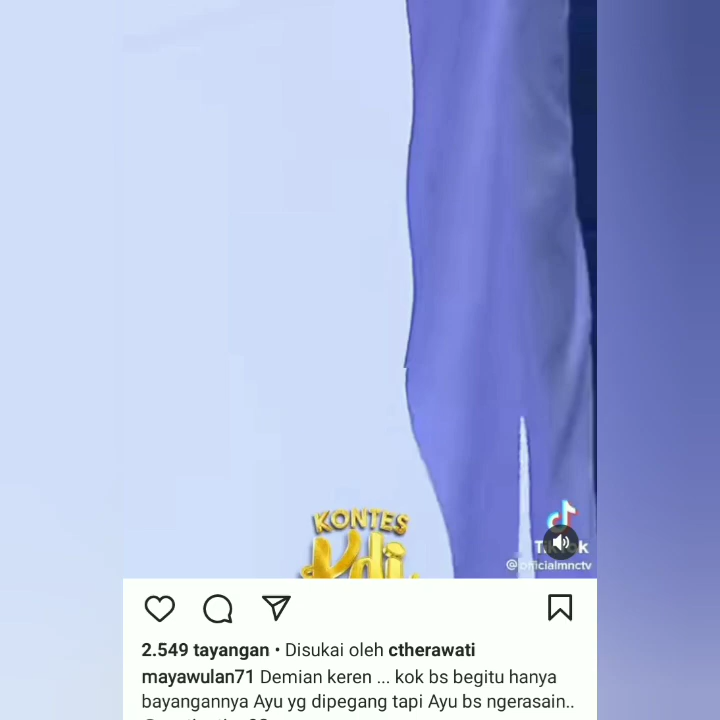 KONTES
kdi
TikTok
@officialmnctv
2.549 tayangan • Disukai oleh ctherawati
mayawulan71 Demian keren ... kok bs begitu hanya
bayangannya Ayu yg dipegang tapi Ayu bs ngerasain..